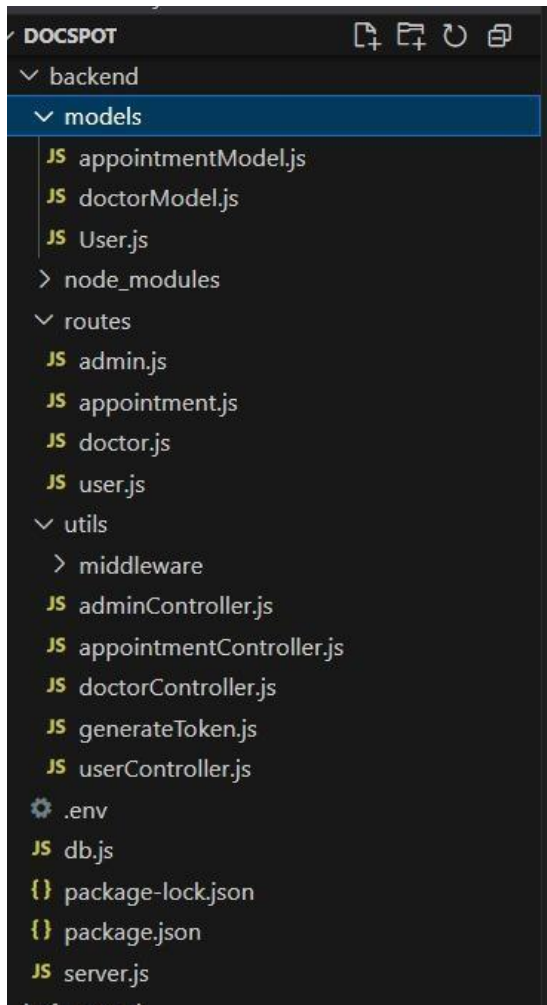 DOCSPOT
backend
models
JS appointmentModel.js
JS doctorModel.js
JS User.js
node_modules
routes
JS admin.js
JS appointment.js
JS doctor.js
JS user.js
utils
middleware
JS adminController.js
JS appointmentController.js
JS doctorController.js
JS generateToken.js
JS userController.js
.env
JS db.js
{} package-lock.json
{} package.json
JS server.js